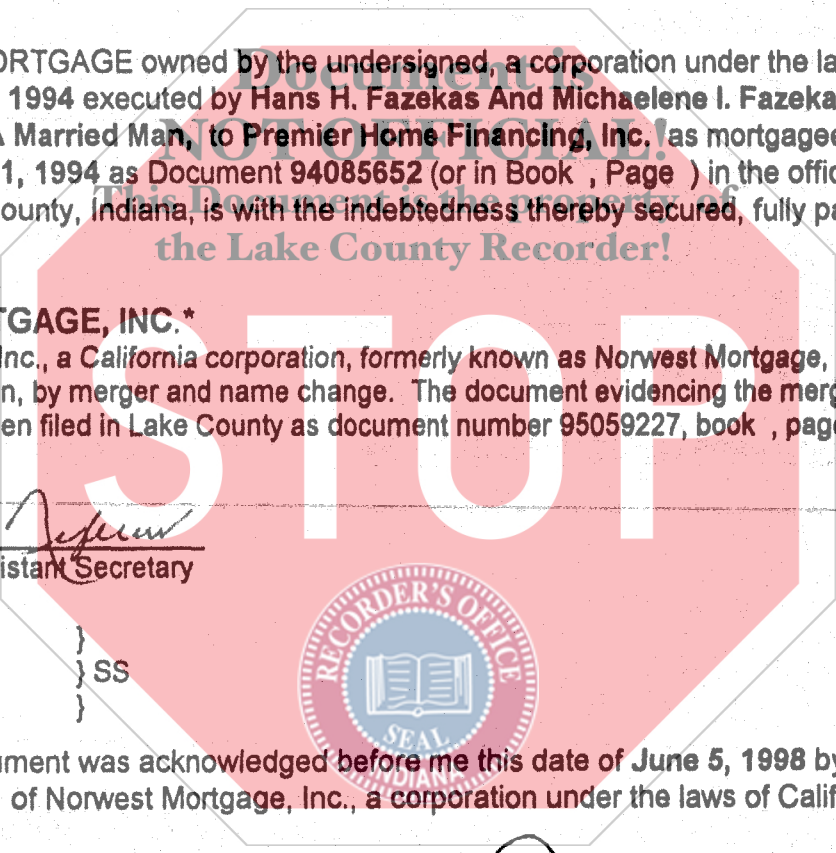 ORTGAGE owned by the undersigned, a corporation under the la
Document is
1994 executed by Hans H. Fazekas And Michaelene I. Fazeka
A Married Man, to Premier Home Financing, Inc. as mortgagee
NOT OFFICIAL!
1, 1994 as Document 94085652 (or in Book , Page ) in the offic
This Document is the property of
ounty, Indiana, is with the indebtedness thereby secured, fully pa
the Lake County Recorder!
TGAGE, INC.*
Inc., a California corporation, formerly known as Norwest Mortgage,
n, by merger and name change. The document evidencing the merg
en filed in Lake County as document number 95059227, book , page
STOP
istant Secretary
}
} SS
}
RECORDER'S OFFICE
SEAL
INDIANA
ument was acknowledged before me this date of June 5, 1998 by
of Norwest Mortgage, Inc., a corporation under the laws of Calif